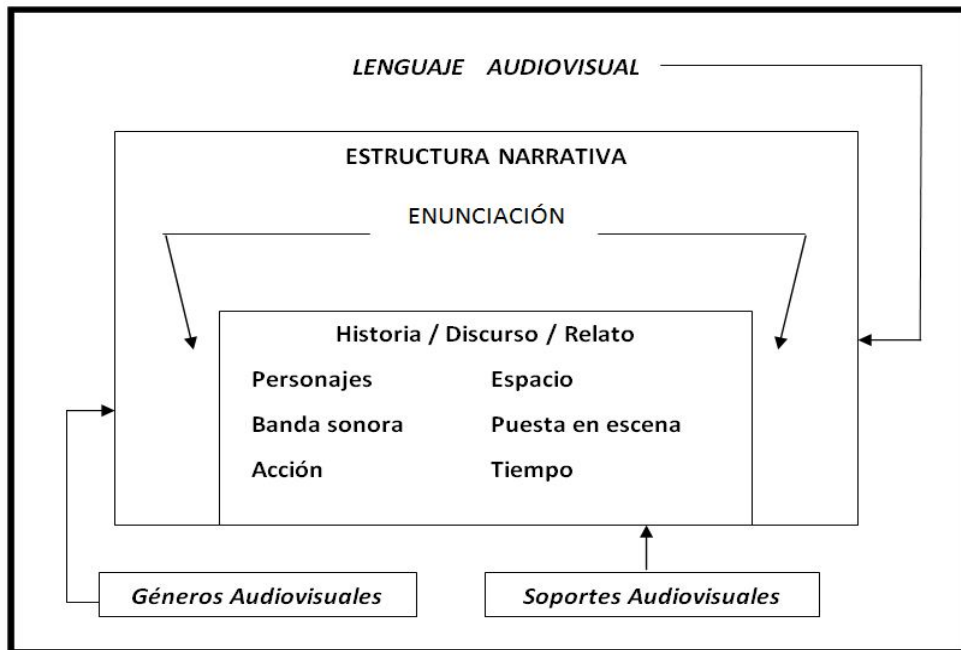 LENGUAJE AUDIOVISUAL
ESTRUCTURA NARRATIVA
ENUNCIACIÓN
Historia / Discurso / Relato
Personajes Espacio
Banda sonora Puesta en escena
Acción Tiempo
Géneros Audiovisuales Soportes Audiovisuales